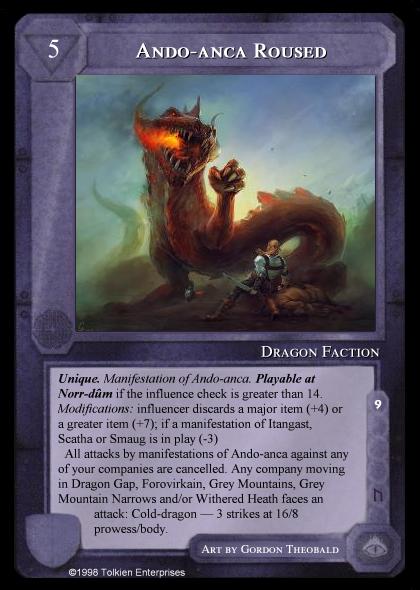 5
ANDO-ANCA ROUSED
DRAGON FACTION
Unique. Manifestation of Ando-anca. Playable at
Norr-dûm if the influence check is greater than 14.
Modifications: influencer discards a major item (+4) or
a greater item (+7); if a manifestation of Itangast,
Scatha or Smaug is in play (-3)
All attacks by manifestations of Ando-anca against any
of your companies are cancelled. Any company moving
in Dragon Gap, Forovirkain, Grey Mountains, Grey
Mountain Narrows and/or Withered Heath faces an
attack: Cold-dragon — 3 strikes at 16/8
prowess/body.
9
ART BY GORDON THEOBALD
©1998 Tolkien Enterprises